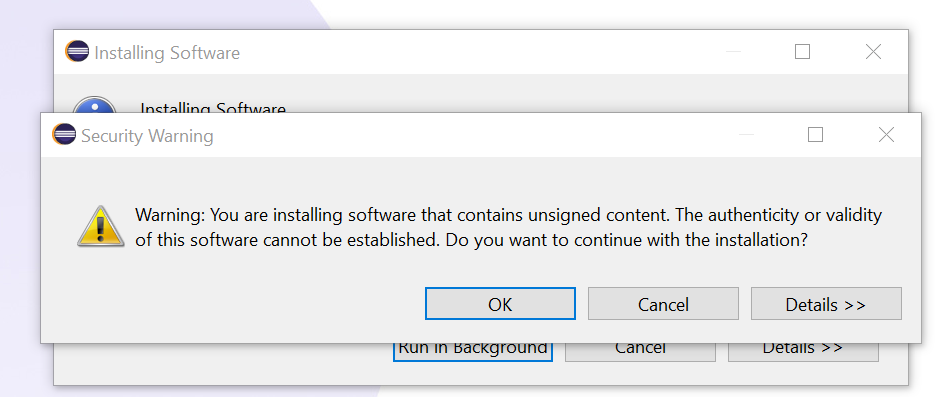 Installing Software
Installing Software
Security Warning
Warning: You are installing software that contains unsigned content. The authenticity or validity
of this software cannot be established. Do you want to continue with the installation?
OK Cancel Details >>
Run in Background Cancel Details >>